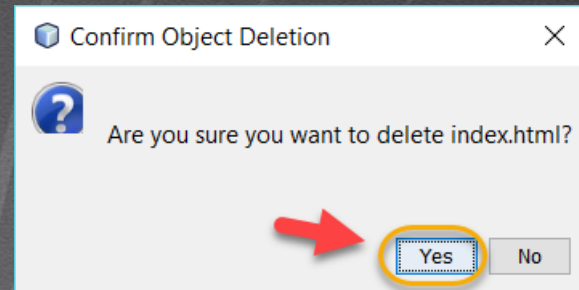 Confirm Object Deletion
Are you sure you want to delete index.html?
Yes No